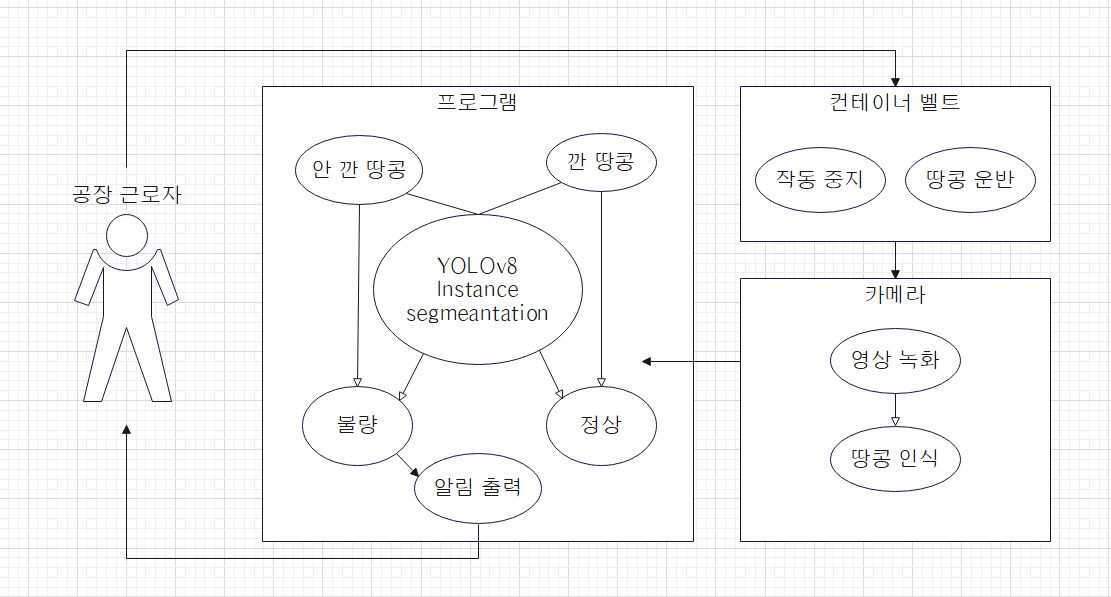 공장 근로자
프로그램
안 깐 땅콩
깐 땅콩
YOLOv8
Instance
segmeantation
불량
정상
알림 출력
컨테이너 벨트
작동 중지
땅콩 운반
카메라
영상 녹화
땅콩 인식